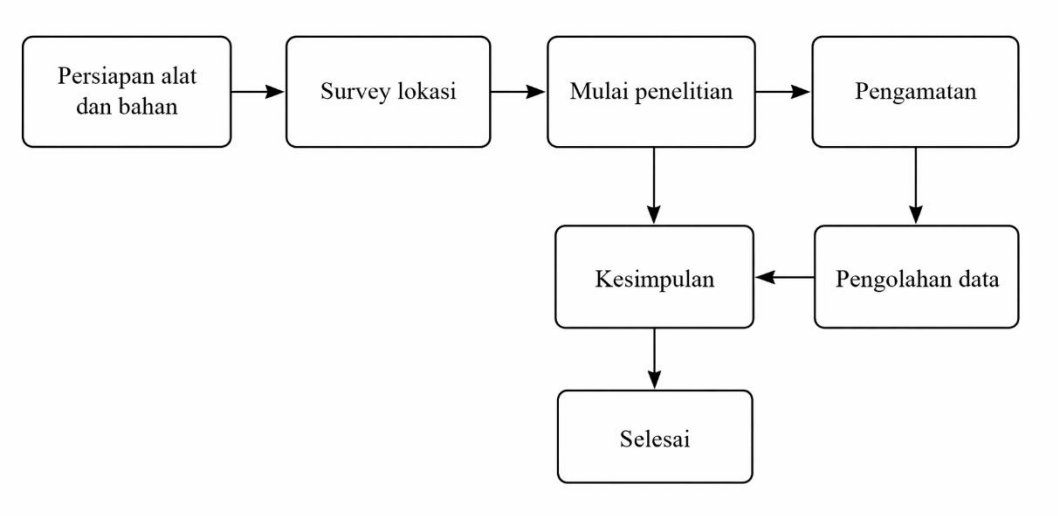 Persiapan alat
dan bahan
Survey lokasi
Mulai penelitian
Pengamatan
Kesimpulan
Pengolahan data
Selesai